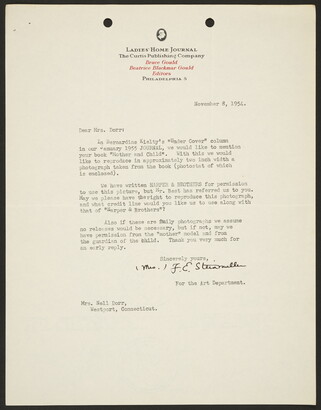 LADIES' HOME JOURNAL
The Curtis Publishing Company
Bruce Gould
Beatrice Blackmar Gould
Editors
PHILADELPHIA 5
November 8, 1954.
Dear Mrs. Dorr:
In Bernardine Kielty's "Under Cover" column
in our January 1955 JOURNAL, we would like to mention
your book "Mother and Child". With this we would
like to reproduce in approximately two inch width a
photograph taken from the book (photostat of which
is enclosed).
We have written HARPER & BROTHERS for permission
to use this picture, but Mr. has referred us to you.
May we please have the right to reproduce this photograph,
and what credit line would you like us to use along with
that of "Harper & Brothers"?
Also if these are family photographs we assume
no releases would be necessary, but if not, may we
have permission from the "mother" model and from
the guardian of the child. Thank you very much for
an early reply.
Sincerely yours,
(Mrs.) F. E.
For the Art Department.
Mrs. Nell Dorr,
Westport, Connecticut.